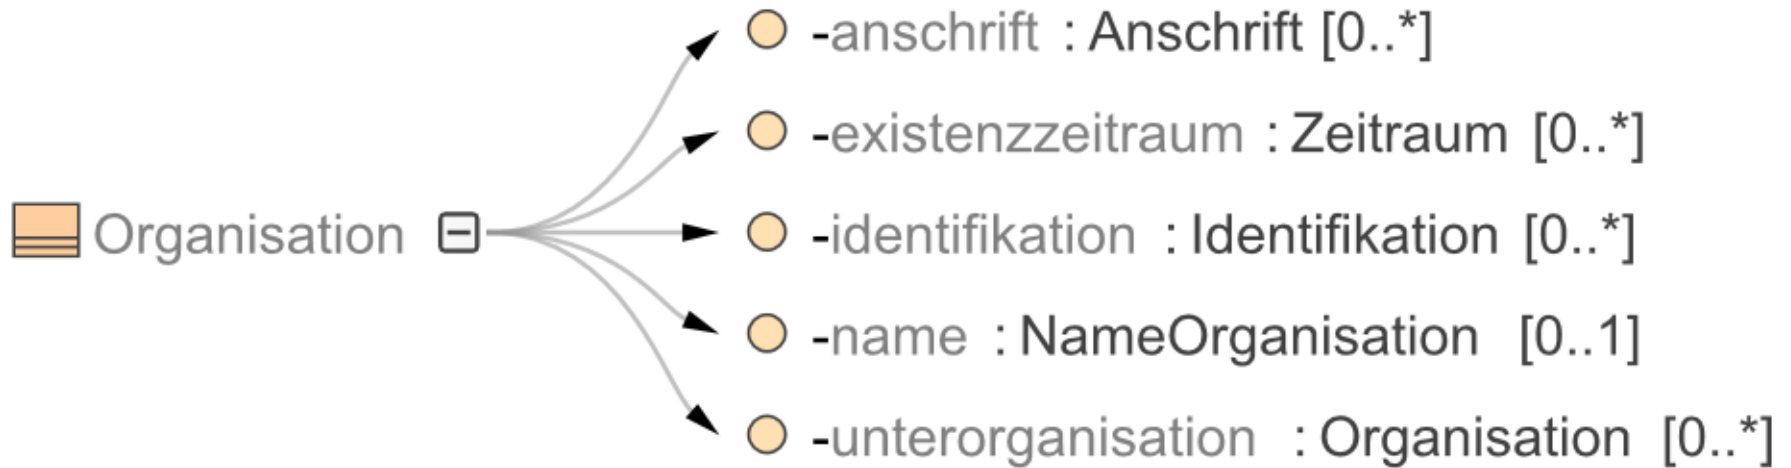 -anschrift : Anschrift [0..*]
-existenzzeitraum : Zeitraum [0..*]
Organisation
-identifikation : Identifikation [0..*]
-name : NameOrganisation [0..1]
-unterorganisation : Organisation [0..*]